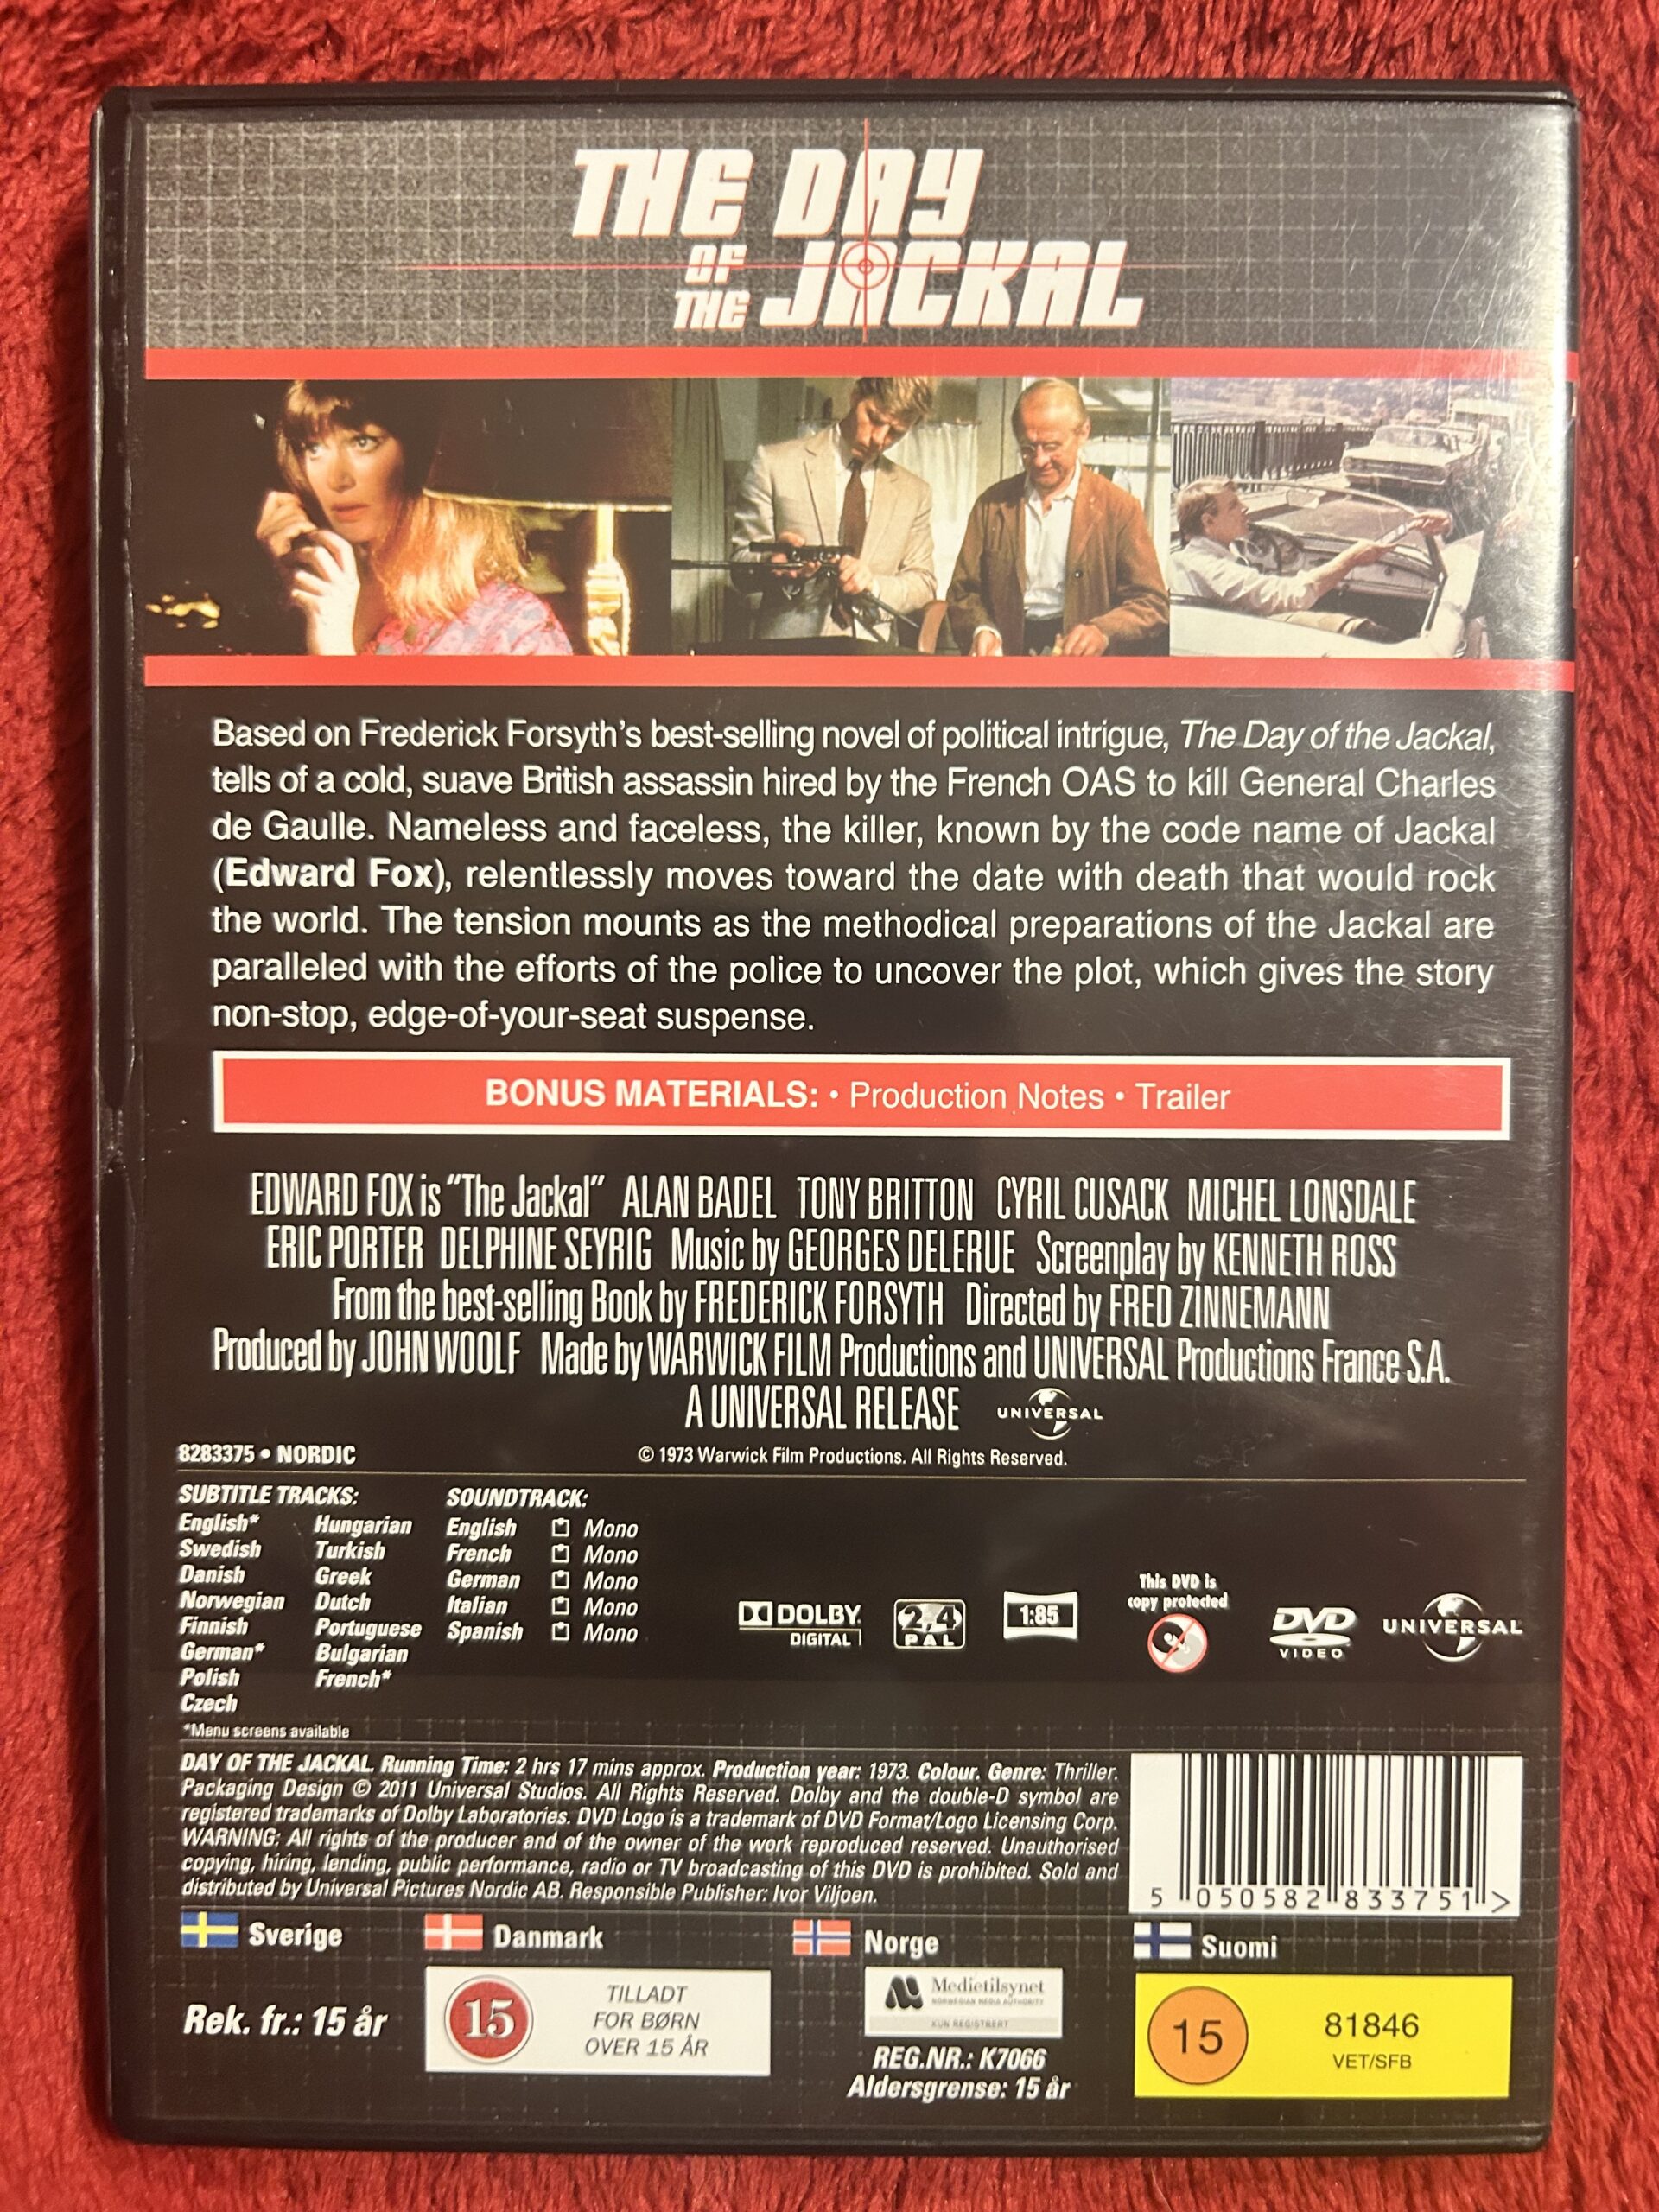 THE DAY
OF THE JACKAL
Based on Frederick Forsyth's best-selling novel of political intrigue, The Day of the Jackal,
tells of a cold, suave British assassin hired by the French OAS to kill General Charles
de Gaulle. Nameless and faceless, the killer, known by the code name of Jackal
(Edward Fox), relentlessly moves toward the date with death that would rock
the world. The tension mounts as the methodical preparations of the Jackal are
paralleled with the efforts of the police to uncover the plot, which gives the story
non-stop, edge-of-your-seat suspense.
BONUS MATERIALS: • Production Notes • Trailer
EDWARD FOX is "The Jackal" ALAN BADEL TONY BRITTON CYRIL CUSACK MICHEL LONSDALE
ERIC PORTER DELPHINE SEYRIG Music by GEORGES DELERUE Screenplay by KENNETH ROSS
From the best-selling Book by FREDERICK FORSYTH Directed by FRED ZINNEMANN
Produced by JOHN WOOLF Made by WARWICK FILM Productions and UNIVERSAL Productions France S.A.
A UNIVERSAL RELEASE UNIVERSAL
8283375 • NORDIC © 1973 Warwick Film Productions. All Rights Reserved.
SUBTITLE TRACKS:
English* Hungarian
Swedish Turkish
Danish Greek
Norwegian Dutch
Finnish Portuguese
German* Bulgarian
Polish French*
Czech
*Menu screens available
SOUNDTRACK:
English Mono
French Mono
German Mono
Italian Mono
Spanish Mono
DOLBY
DIGITAL
2,4
PAL
1:85
This DVD is
copy protected
DVD
VIDEO
UNIVERSAL
DAY OF THE JACKAL. Running Time: 2 hrs 17 mins approx. Production year: 1973. Colour. Genre: Thriller.
Packaging Design © 2011 Universal Studios. All Rights Reserved. Dolby and the double-D symbol are
registered trademarks of Dolby Laboratories. DVD Logo is a trademark of DVD Format/Logo Licensing Corp.
WARNING: All rights of the producer and of the owner of the work reproduced reserved. Unauthorised
copying, hiring, lending, public performance, radio or TV broadcasting of this DVD is prohibited. Sold and
distributed by Universal Pictures Nordic AB. Responsible Publisher: Ivor Viljoen.
5 050582 833751 >
Sverige
Rek. fr.: 15 år
Danmark
15
TILLADT
FOR BØRN
OVER 15 ÅR
Norge
Medietilsynet
NORWEGIAN MEDIA AUTHORITY
KUN REGISTRERT
REG.NR.: K7066
Aldersgrense: 15 år
Suomi
15
81846
VET/SFB